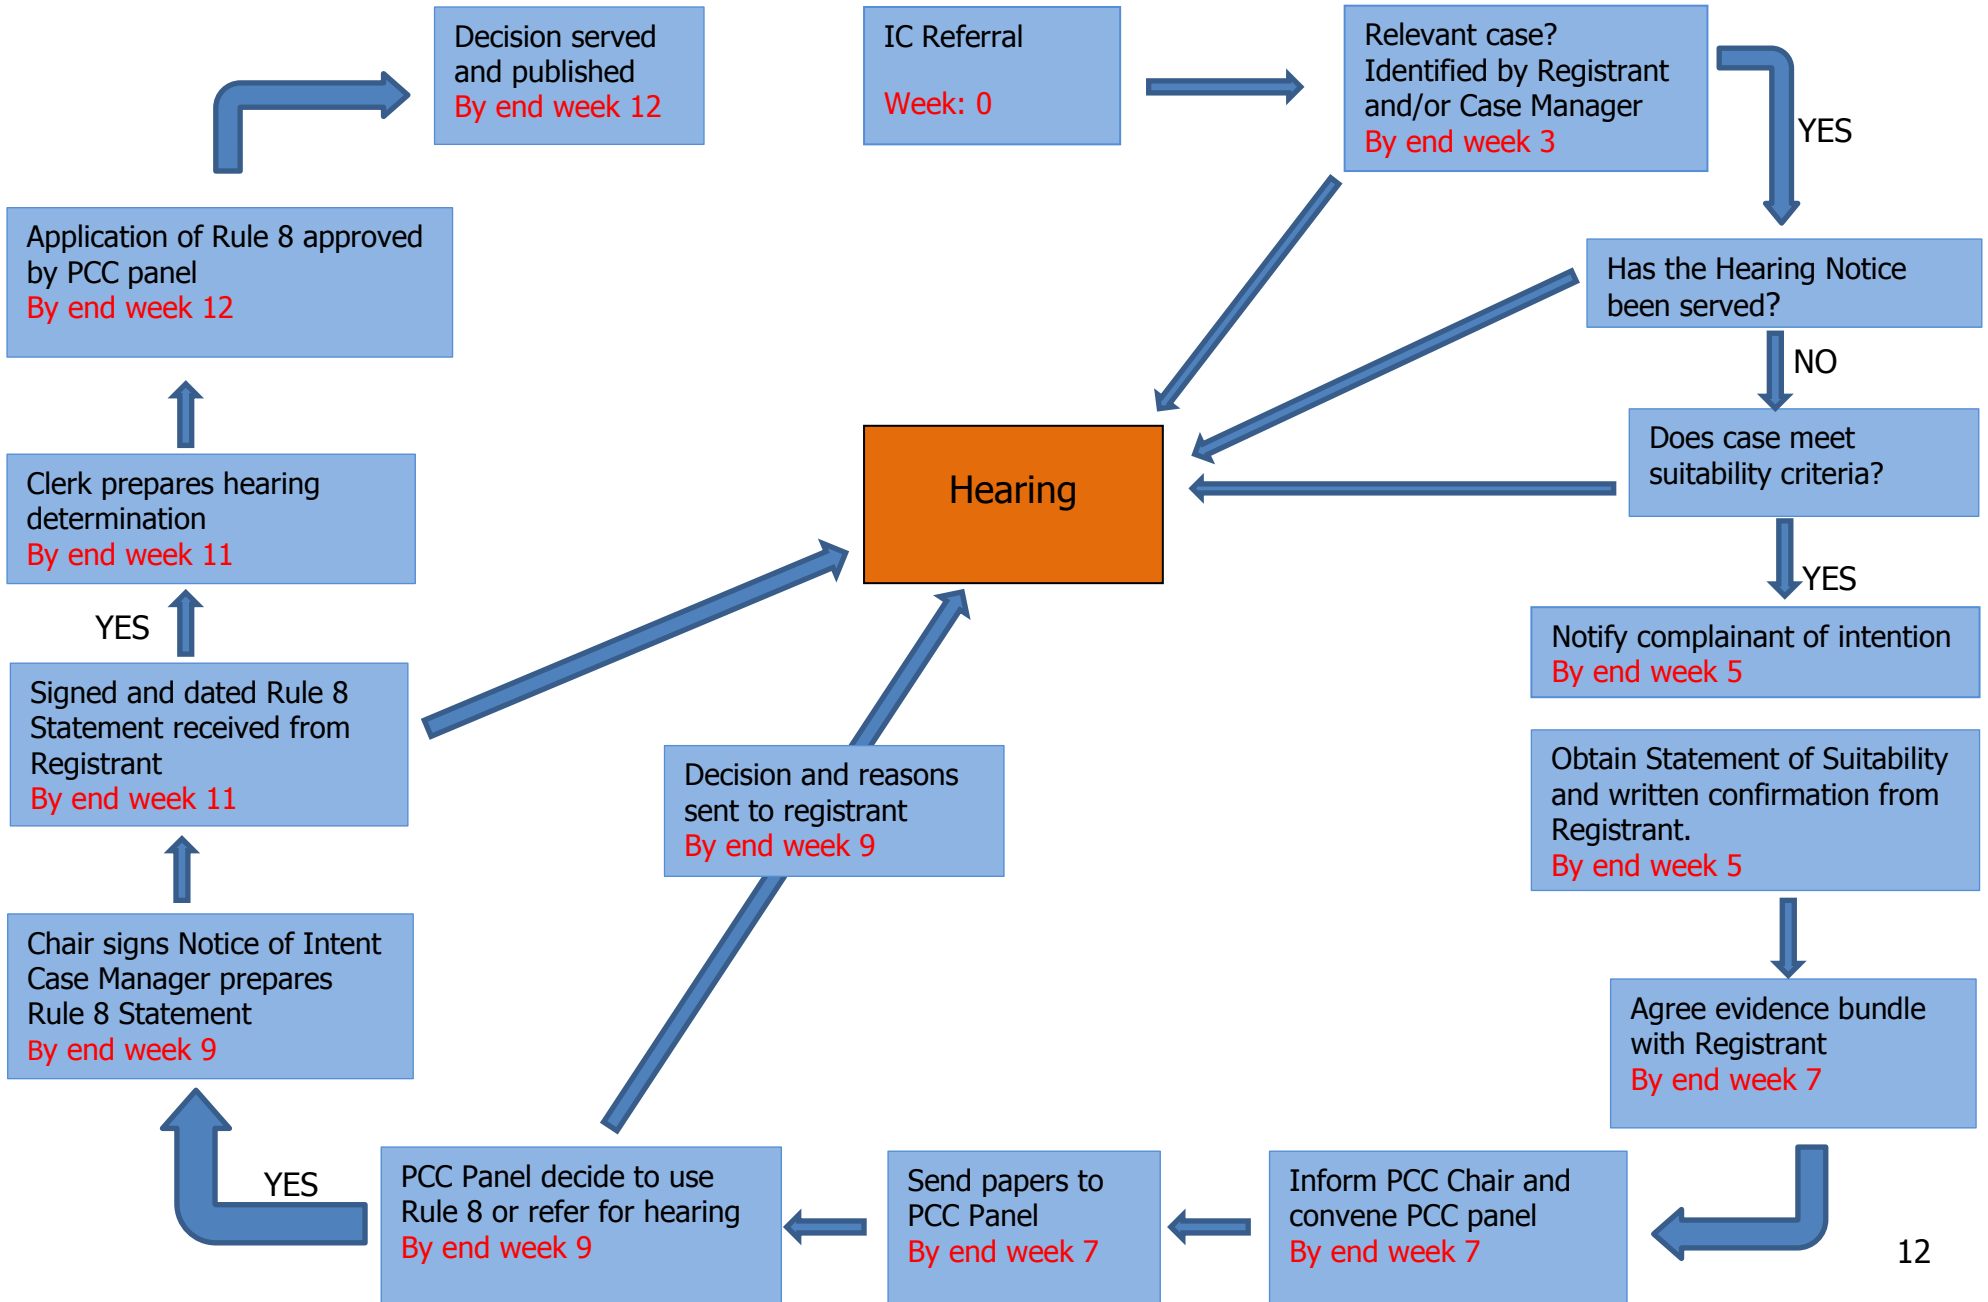 Decision served
and published
By end week 12
IC Referral
Week: 0
Relevant case?
Identified by Registrant
and/or Case Manager
By end week 3
YES
Has the Hearing Notice
been served?
NO
Does case meet
suitability criteria?
YES
Notify complainant of intention
By end week 5
Obtain Statement of Suitability
and written confirmation from
Registrant.
By end week 5
Agree evidence bundle
with Registrant
By end week 7
Inform PCC Chair and
convene PCC panel
By end week 7
Send papers to
PCC Panel
By end week 7
PCC Panel decide to use
Rule 8 or refer for hearing
By end week 9
Decision and reasons
sent to registrant
By end week 9
Hearing
YES
Chair signs Notice of Intent
Case Manager prepares
Rule 8 Statement
By end week 9
Signed and dated Rule 8
Statement received from
Registrant
By end week 11
YES
Clerk prepares hearing
determination
By end week 11
Application of Rule 8 approved
by PCC panel
By end week 12
12